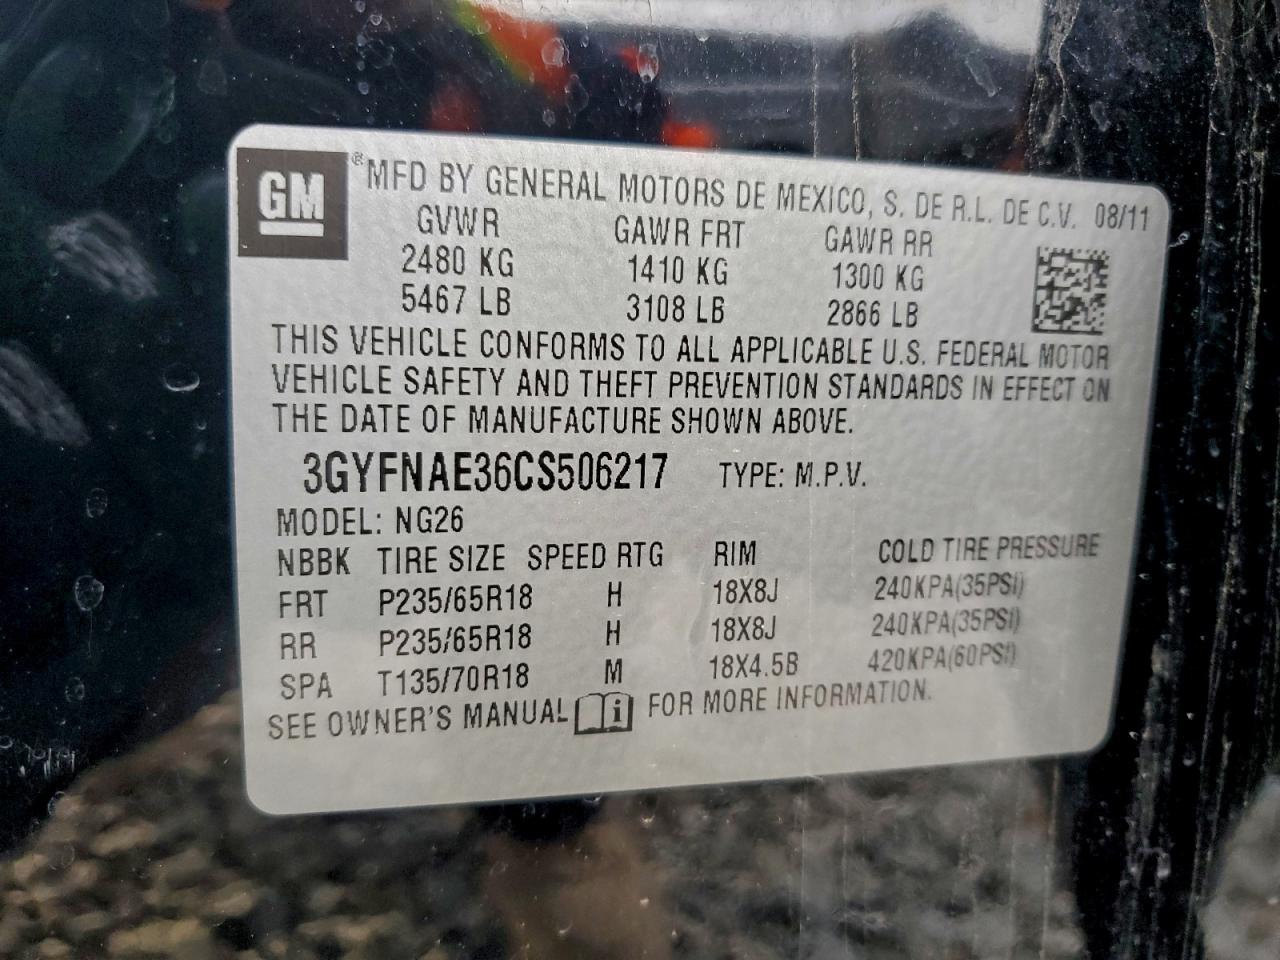 GM ® MFD BY GENERAL MOTORS DE MEXICO, S. DE R.L. DE C.V. 08/11
GVWR GAWR FRT GAWR RR
2480 KG 1410 KG 1300 KG
5467 LB 3108 LB 2866 LB
THIS VEHICLE CONFORMS TO ALL APPLICABLE U.S. FEDERAL MOTOR
VEHICLE SAFETY AND THEFT PREVENTION STANDARDS IN EFFECT ON
THE DATE OF MANUFACTURE SHOWN ABOVE.
3GYFNAE36CS506217 TYPE: M.P.V.
MODEL: NG26
NBBK TIRE SIZE SPEED RTG RIM COLD TIRE PRESSURE
FRT P235/65R18 H 18X8J 240KPA(35PSI)
RR P235/65R18 H 18X8J 240KPA(35PSI)
SPA T135/70R18 M 18X4.5B 420KPA(60PSI)
SEE OWNER'S MANUAL i FOR MORE INFORMATION.